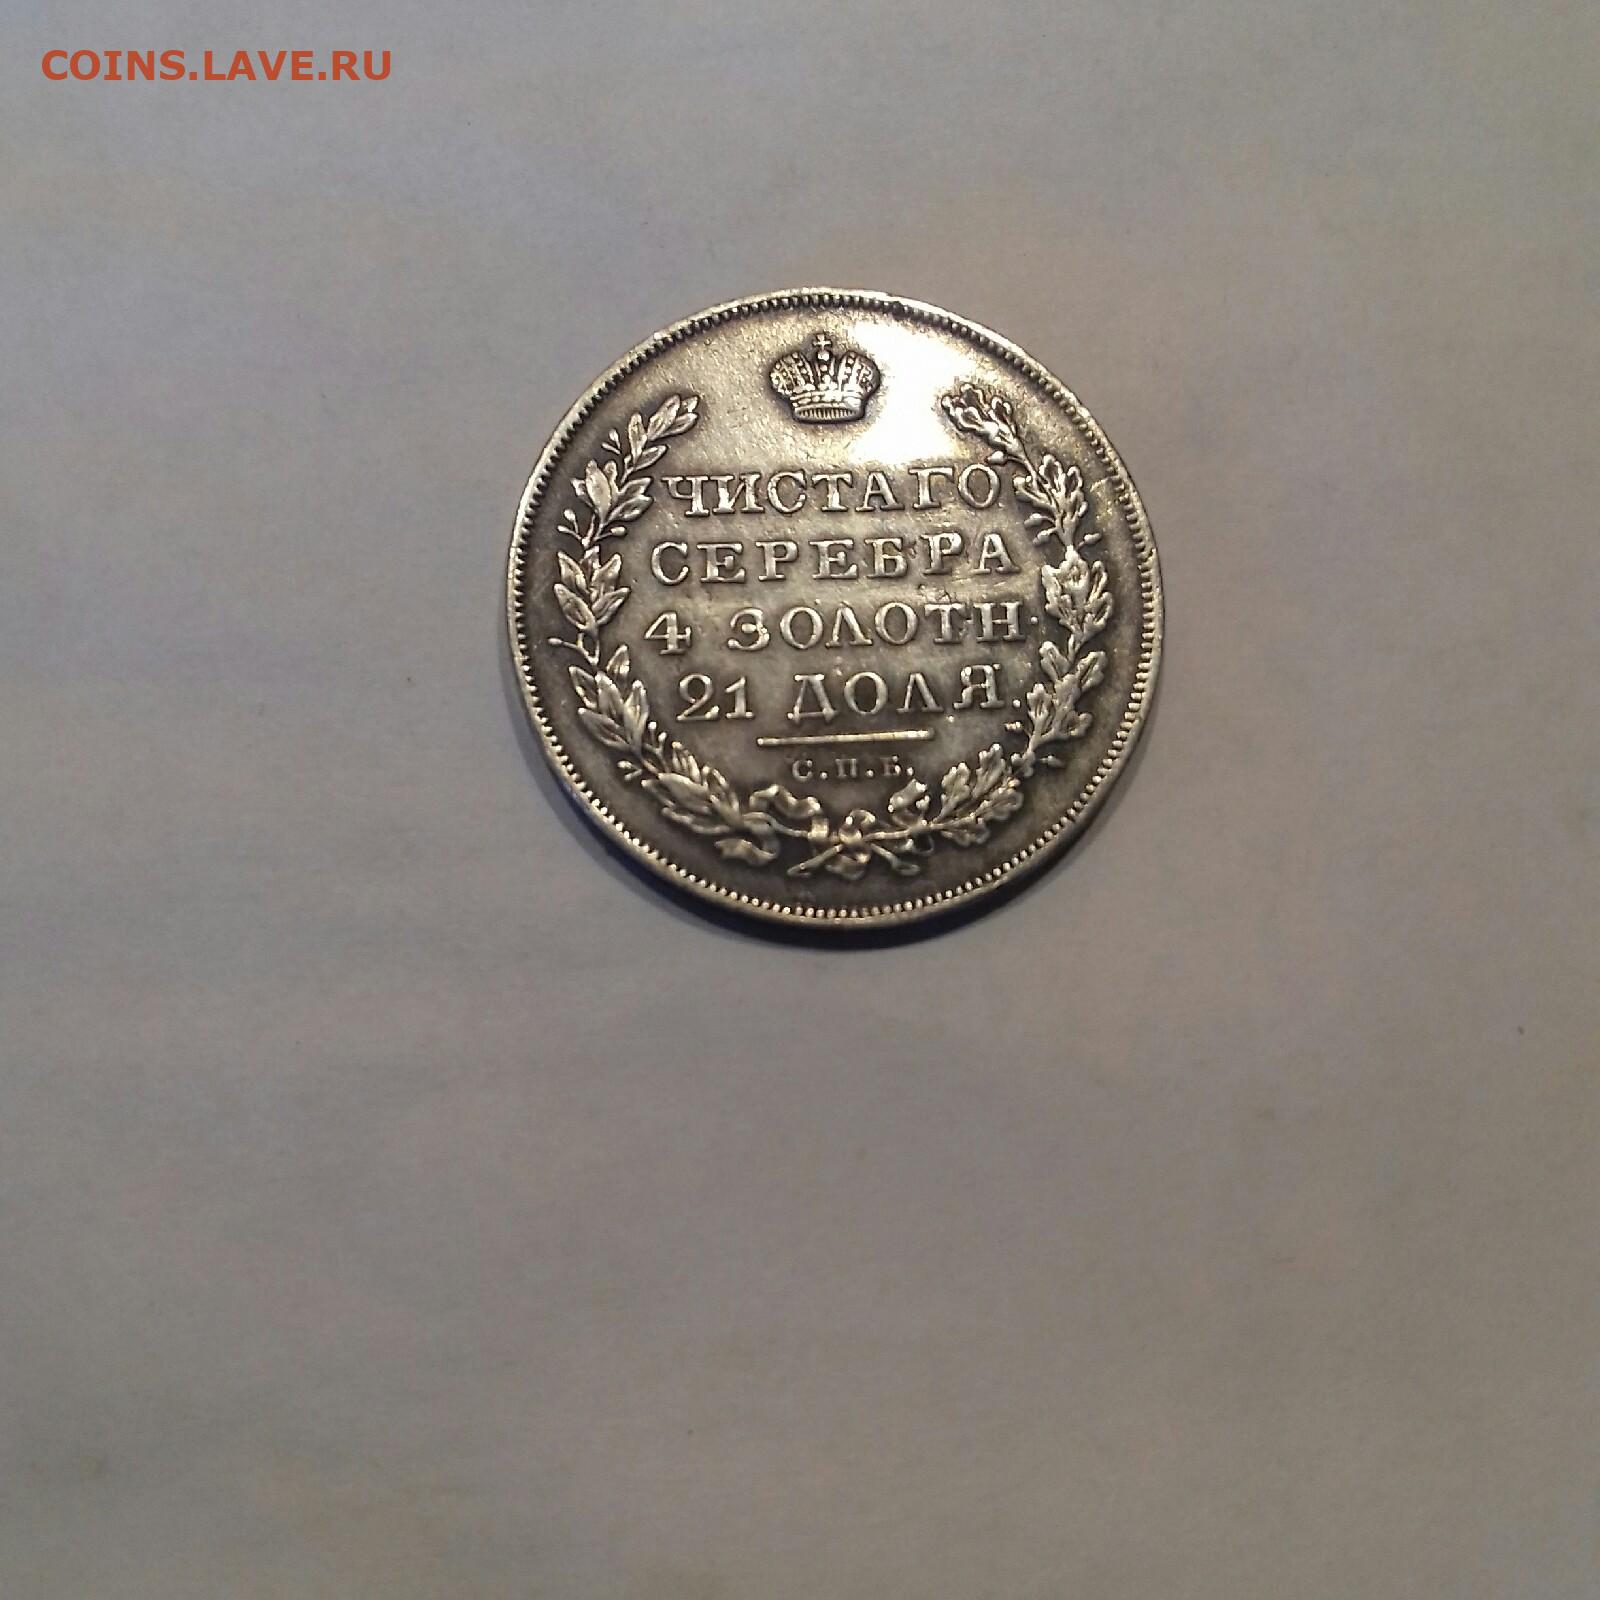 COINS.LAVE.RU
ЧИСТАГО
СЕРЕБРА
4 ЗОЛОТН·
21 ДОЛЯ.
С.П.Б.